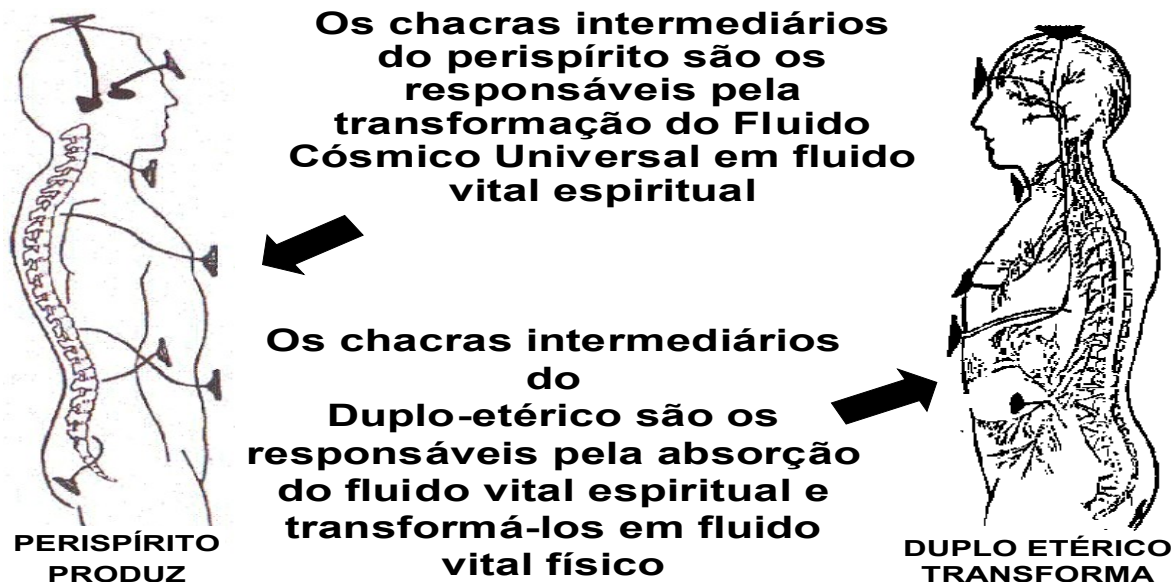 Os chacras intermediários
do perispírito são os
responsáveis pela
transformação do Fluido
Cósmico Universal em fluido
vital espiritual
Os chacras intermediários
do
Duplo-etérico são os
responsáveis pela absorção
do fluido vital espiritual e
transformá-los em fluido
vital físico
PERISPÍRITO
PRODUZ
DUPLO ETÉRICO
TRANSFORMA